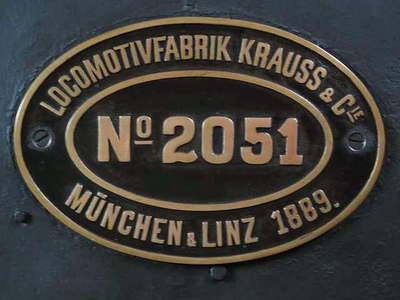 LOCOMOTIVFABRIK KRAUSS & CIE
No 2051
MÜNCHEN & LINZ 1889.